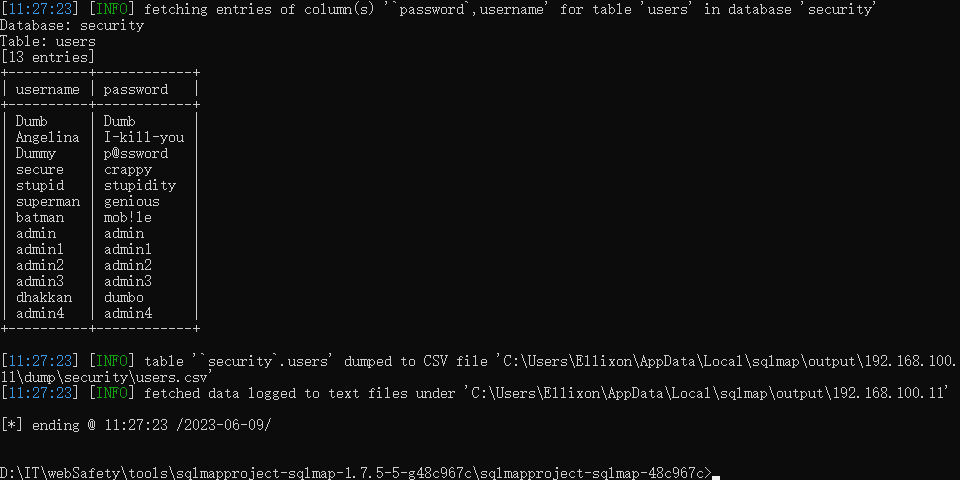 [11:27:23] [INFO] fetching entries of column(s) '`password`,username' for table 'users' in database 'security'
Database: security
Table: users
[13 entries]
+----------+------------+
| username | password   |
+----------+------------+
| Dumb     | Dumb       |
| Angelina | I-kill-you |
| Dummy    | p@ssword   |
| secure   | crappy     |
| stupid   | stupidity  |
| superman | genious    |
| batman   | mob!le     |
| admin    | admin      |
| admin1   | admin1     |
| admin2   | admin2     |
| admin3   | admin3     |
| dhakkan  | dumbo      |
| admin4   | admin4     |
+----------+------------+
[11:27:23] [INFO] table '`security`.users' dumped to CSV file 'C:\Users\Ellixon\AppData\Local\sqlmap\output\192.168.100.
11\dump\security\users.csv'
[11:27:23] [INFO] fetched data logged to text files under 'C:\Users\Ellixon\AppData\Local\sqlmap\output\192.168.100.11'
[*] ending @ 11:27:23 /2023-06-09/
D:\IT\webSafety\tools\sqlmapproject-sqlmap-1.7.5-5-g48c967c\sqlmapproject-sqlmap-48c967c>